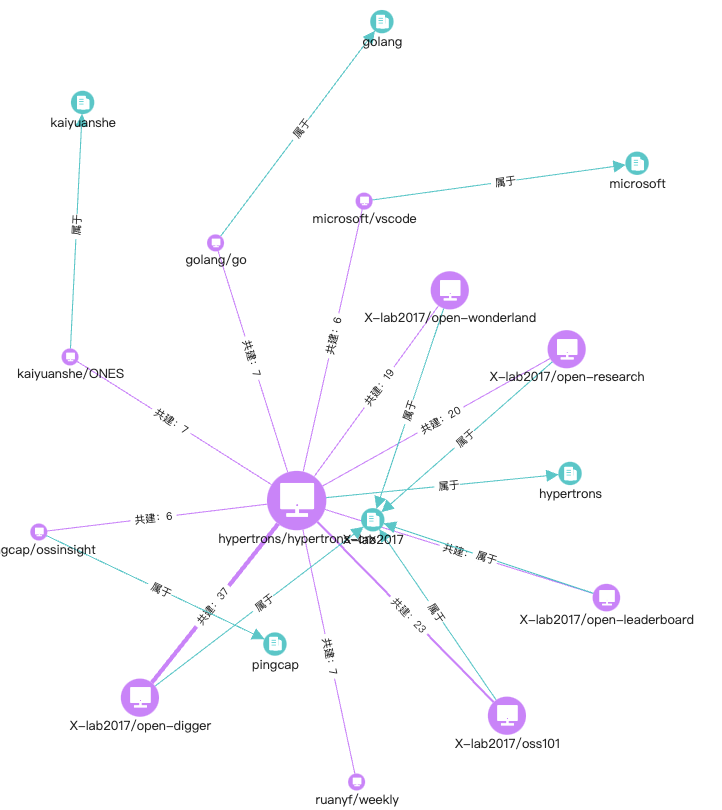 golang
kaiyuanshe
属于
microsoft
属于
microsoft/vscode
属于
golang/go
X-lab2017/open-wonderland
共建：6
共建：7
kaiyuanshe/ONES
X-lab2017/open-research
共建：19
属于
共建：20
属于
共建：7
属于
hypertrons
共建：6
hypertrons/hypertrons-crx
X-lab2017
gcap/ossinsight
共建：
属于
属于
共建：37
属于
共建：23
属于
X-lab2017/open-leaderboard
共建：7
pingcap
X-lab2017/open-digger
X-lab2017/oss101
ruanyf/weekly